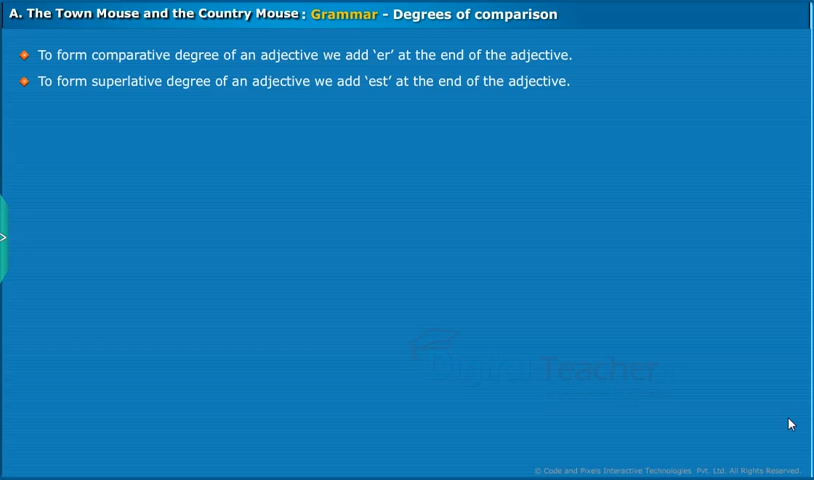 A. The Town Mouse and the Country Mouse : Grammar - Degrees of comparison
To form comparative degree of an adjective we add ‘er’ at the end of the adjective.
To form superlative degree of an adjective we add ‘est’ at the end of the adjective.
Digital Teacher
© Code and Pixels Interactive Technologies Pvt. Ltd. All Rights Reserved.